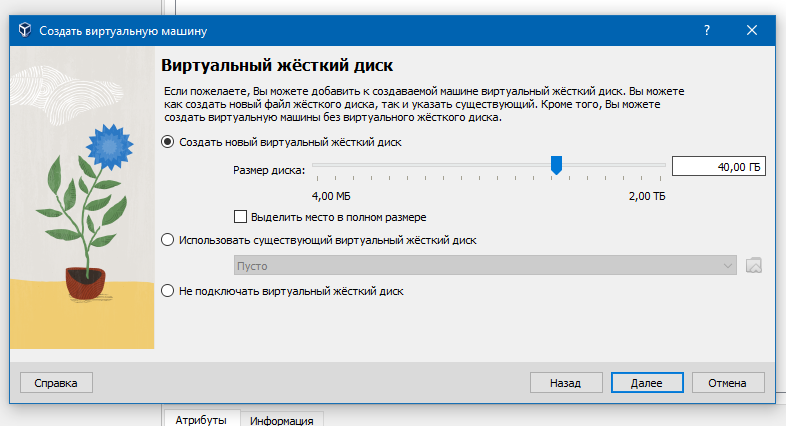 Создать виртуальную машину
?
Виртуальный жёсткий диск
Если пожелаете, Вы можете добавить к создаваемой машине виртуальный жёсткий диск. Вы можете
как создать новый файл жёсткого диска, так и указать существующий. Кроме того, Вы можете
создать виртуальную машины без виртуального жёсткого диска.
Создать новый виртуальный жёсткий диск
Размер диска:
40,00 ГБ
4,00 МБ
2,00 ТБ
Выделить место в полном размере
Использовать существующий виртуальный жёсткий диск
Пусто
Не подключать виртуальный жёсткий диск
Справка
Назад
Далее
Отмена
Атрибуты
Информация